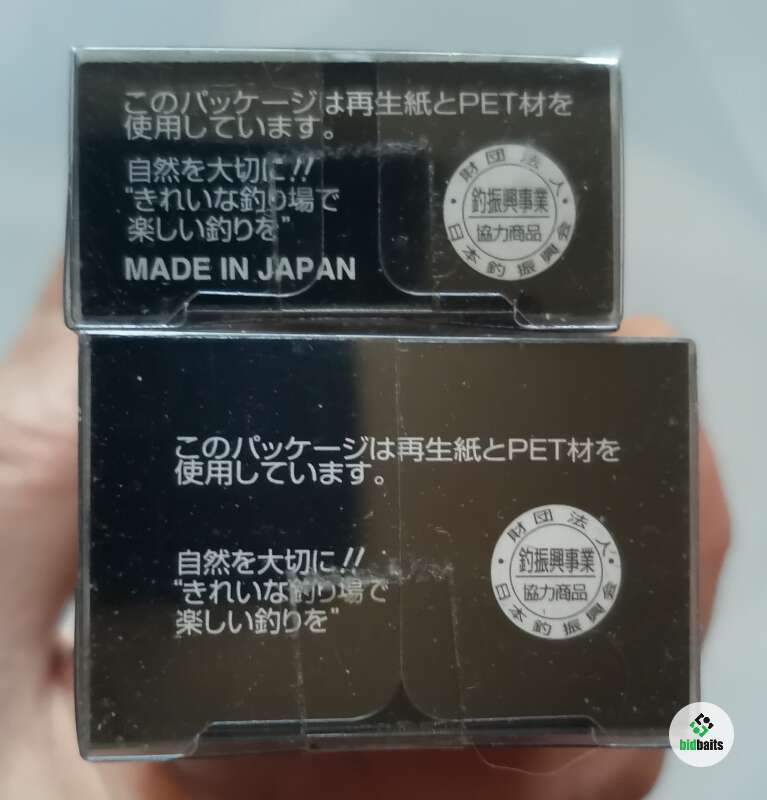 このパッケージは再生紙とPET材を
使用しています。
自然を大切に!!
"きれいな釣り場で
楽しい釣りを"
MADE IN JAPAN
・財団法人・
釣振興事業
協力商品
日本釣振興会
このパッケージは再生紙とPET材を
使用しています。
自然を大切に!!
"きれいな釣り場で
楽しい釣りを"
・財団法人・
釣振興事業
協力商品
日本釣振興会
bidbaits